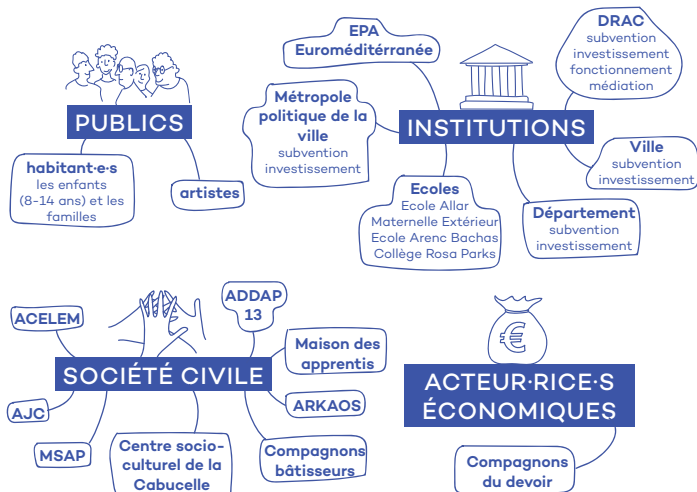 PUBLICS
habitant·e·s
les enfants
(8-14 ans) et les
familles
artistes
EPA
Euroméditérranée
Métropole
politique de la
ville
subvention
investissement
INSTITUTIONS
DRAC
subvention
investissement
fonctionnement
médiation
Ville
subvention
investissement
Ecoles
Ecole Allar
Maternelle Extérieur
Ecole Arenc Bachas
Collège Rosa Parks
Département
subvention
investissement
ACELEM
ADDAP
13
Maison des
apprentis
SOCIÉTÉ CIVILE
AJC
ARKAOS
MSAP
Centre socio-
culturel de la
Cabucelle
Compagnons
bâtisseurs
€
ACTEUR·RICE·S
ÉCONOMIQUES
Compagnons
du devoir